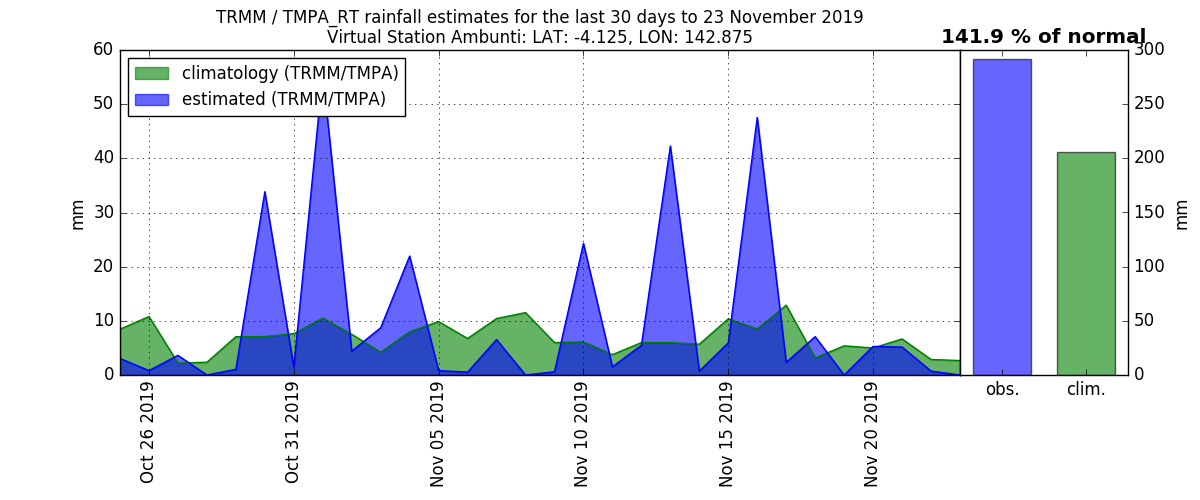 TRMM / TMPA_RT rainfall estimates for the last 30 days to 23 November 2019
Virtual Station Ambunti: LAT: -4.125, LON: 142.875
141.9 % of normal
climatology (TRMM/TMPA)
estimated (TRMM/TMPA)
60
50
40
30
20
10
0
mm
Oct 26 2019
Oct 31 2019
Nov 05 2019
Nov 10 2019
Nov 15 2019
Nov 20 2019
300
250
200
150
100
50
0
mm
obs.
clim.